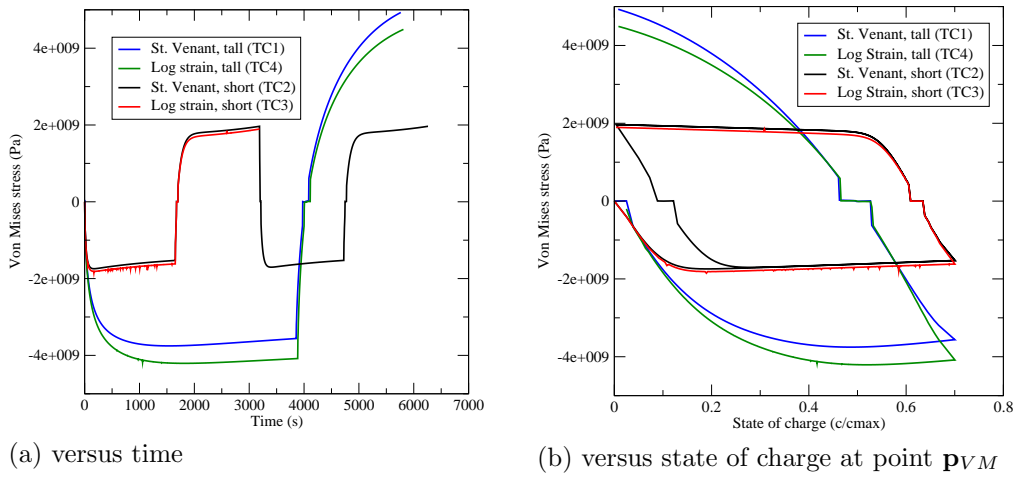 4e+009
2e+009
0
-2e+009
-4e+009
Von Mises stress (Pa)
St. Venant, tall (TC1)
Log strain, tall (TC4)
St. Venant, short (TC2)
Log strain, short (TC3)
0 1000 2000 3000 4000 5000 6000 7000
Time (s)
(a) versus time
4e+009
2e+009
0
-2e+009
-4e+009
Von Mises stress (Pa)
St. Venant, tall (TC1)
Log Strain, tall (TC4)
St. Venant, short (TC2)
Log Strain, short (TC3)
0 0.2 0.4 0.6 0.8
State of charge (c/cmax)
(b) versus state of charge at point p_VM